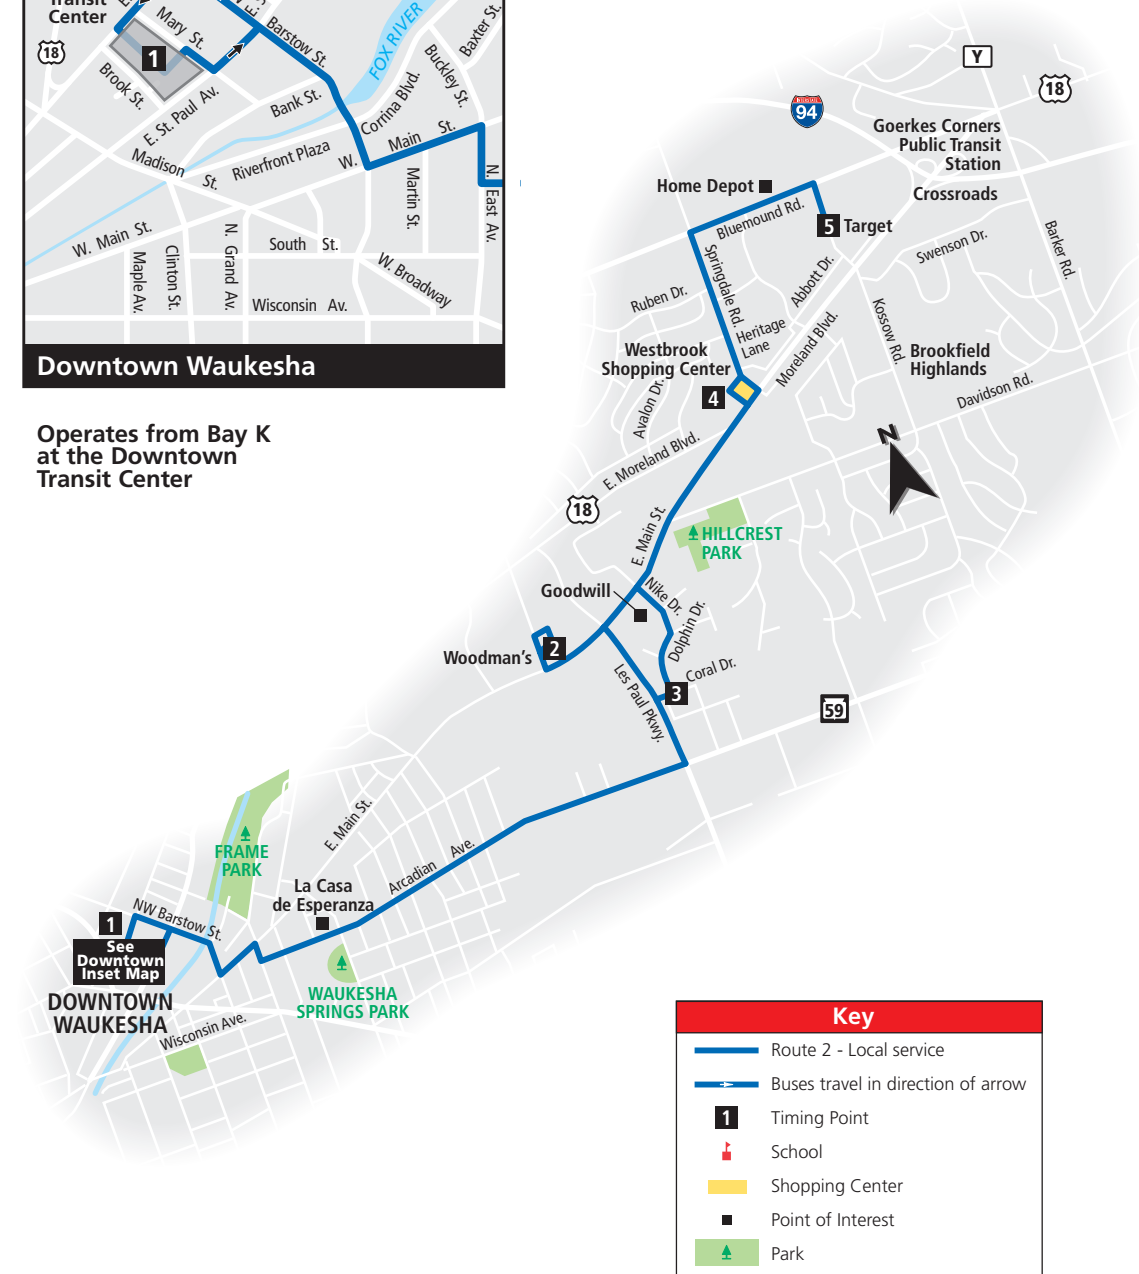 Transit
Center
18
1
Mary St.
Barstow St.
FOX RIVER
Baxter St.
Buckley St.
Corrina Blvd.
Brook St.
E. St. Paul Av.
Bank St.
Madison St.
Riverfront Plaza
W. Main St.
N. East Av.
Martin St.
W. Main St.
Maple Av.
Clinton St.
N. Grand Av.
South St.
W. Broadway
Wisconsin Av.
Downtown Waukesha
Operates from Bay K
at the Downtown
Transit Center
Y
18
INTERSTATE
94
Goerkes Corners
Public Transit
Station
Crossroads
Home Depot
Bluemound Rd.
5 Target
Swenson Dr.
Barker Rd.
Springdale Rd.
Abbott Dr.
Ruben Dr.
Heritage
Lane
Moreland Blvd.
Kossow Rd.
Westbrook
Shopping Center
4
Brookfield
Highlands
Davidson Rd.
Avalon Dr.
E. Moreland Blvd.
N
18
E. Main St.
HILLCREST
PARK
Goodwill
Nike Dr.
Dolphin Dr.
Woodman's
2
Les Paul Pkwy.
Coral Dr.
3
59
FRAME
PARK
E. Main St.
Arcadian Ave.
La Casa
de Esperanza
1
NW Barstow St.
See
Downtown
Inset Map
DOWNTOWN
WAUKESHA
Wisconsin Ave.
WAUKESHA
SPRINGS PARK
Key
Route 2 - Local service
Buses travel in direction of arrow
1 Timing Point
School
Shopping Center
Point of Interest
Park